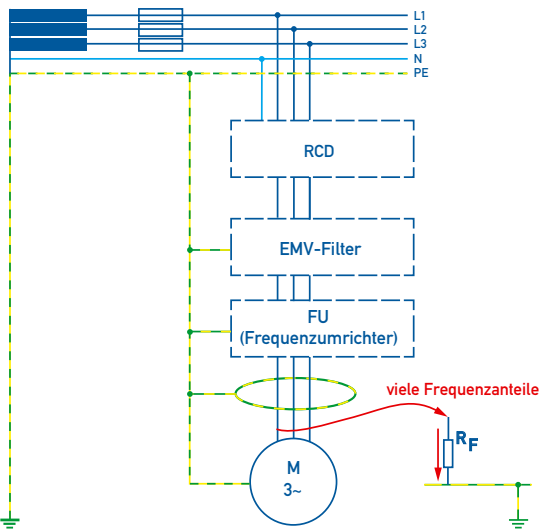 L1
L2
L3
N
PE
RCD
EMV-Filter
FU
(Frequenzumrichter)
viele Frequenzanteile
RF
M
3~